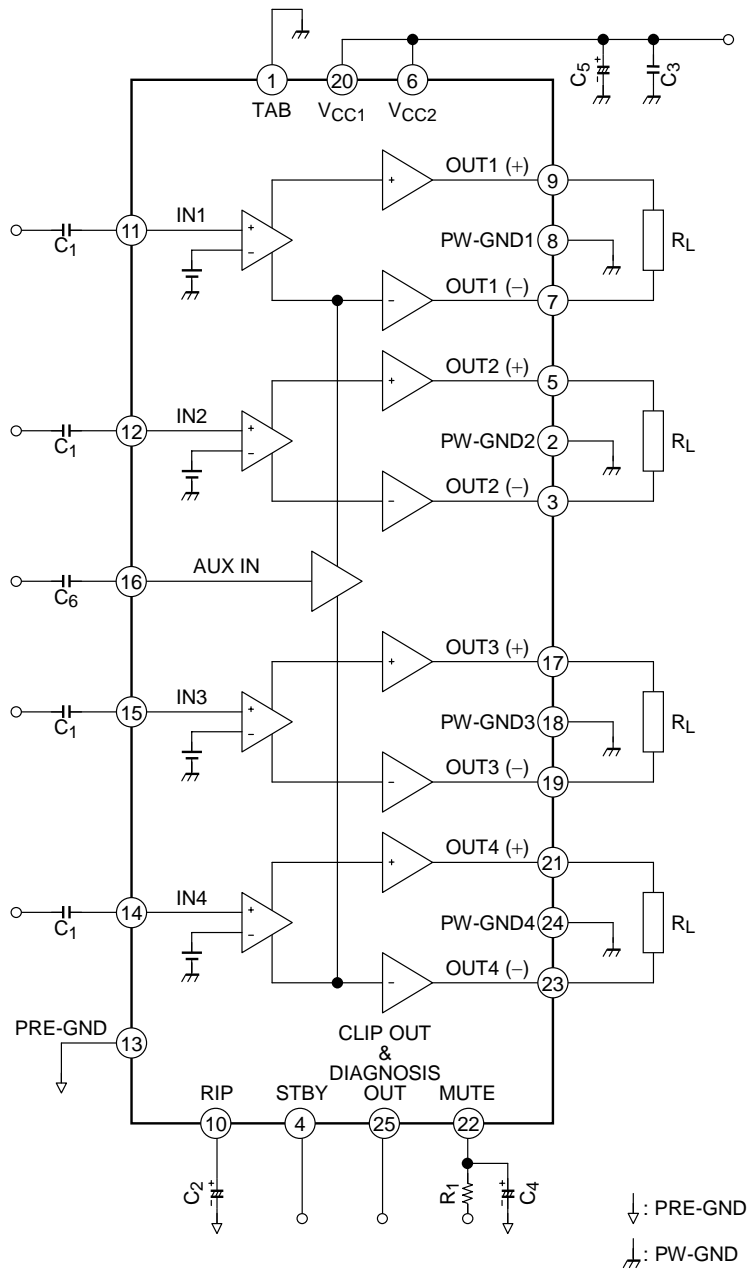 1
TAB
20
VCC1
6
VCC2
C5
- +
C3
OUT1 (+)
9
11
IN1
C1
+
−
+
PW-GND1
8
RL
OUT1 (−)
7
−
OUT2 (+)
5
12
IN2
C1
+
−
+
PW-GND2
2
RL
OUT2 (−)
3
−
16
AUX IN
C6
OUT3 (+)
17
15
IN3
C1
+
−
+
PW-GND3
18
RL
OUT3 (−)
19
−
OUT4 (+)
21
14
IN4
C1
+
−
+
PW-GND4
24
RL
OUT4 (−)
23
−
PRE-GND
13
CLIP OUT
&
DIAGNOSIS
RIP STBY OUT MUTE
10 4 25 22
C2
- +
R1
C4
- +
: PRE-GND
: PW-GND